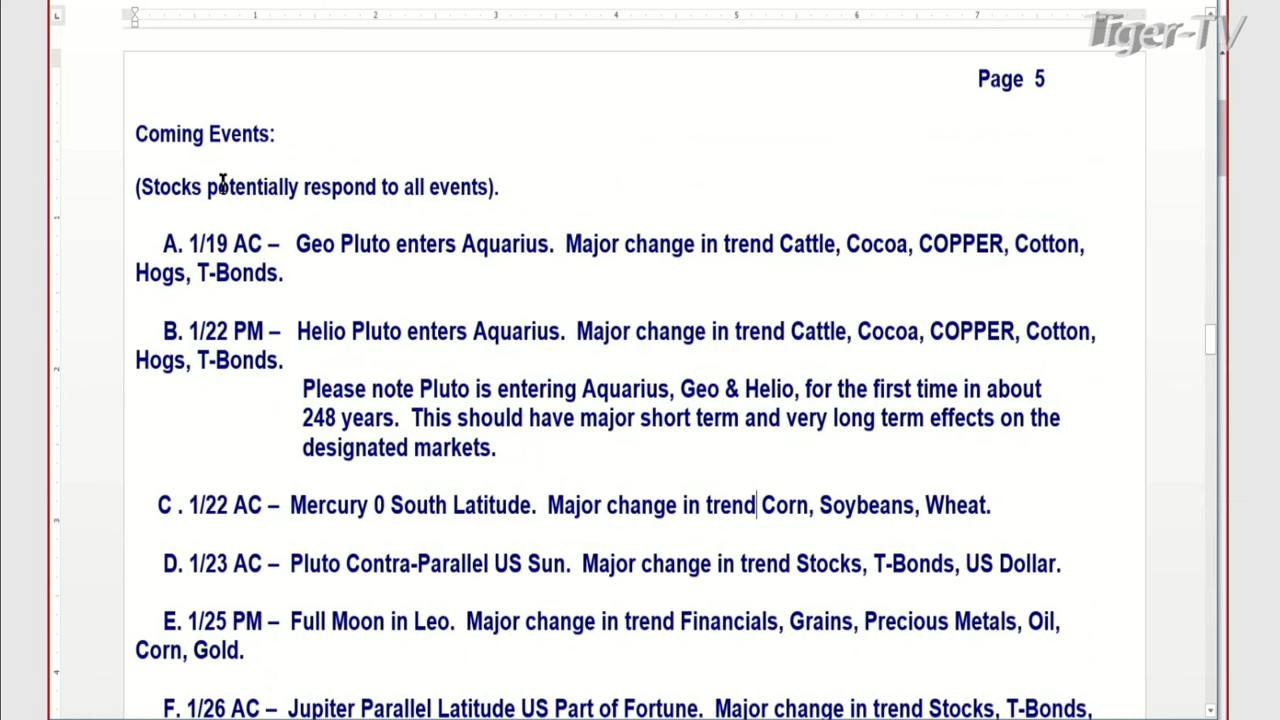 1 2 3 4 5 6 7
Tiger-TV
Page 5
Coming Events:
(Stocks potentially respond to all events).
A. 1/19 AC – Geo Pluto enters Aquarius. Major change in trend Cattle, Cocoa, COPPER, Cotton,
Hogs, T-Bonds.
B. 1/22 PM – Helio Pluto enters Aquarius. Major change in trend Cattle, Cocoa, COPPER, Cotton,
Hogs, T-Bonds.
Please note Pluto is entering Aquarius, Geo & Helio, for the first time in about
248 years. This should have major short term and very long term effects on the
designated markets.
C . 1/22 AC – Mercury 0 South Latitude. Major change in trend Corn, Soybeans, Wheat.
D. 1/23 AC – Pluto Contra-Parallel US Sun. Major change in trend Stocks, T-Bonds, US Dollar.
E. 1/25 PM – Full Moon in Leo. Major change in trend Financials, Grains, Precious Metals, Oil,
Corn, Gold.
F. 1/26 AC – Jupiter Parallel Latitude US Part of Fortune. Major change in trend Stocks, T-Bonds,